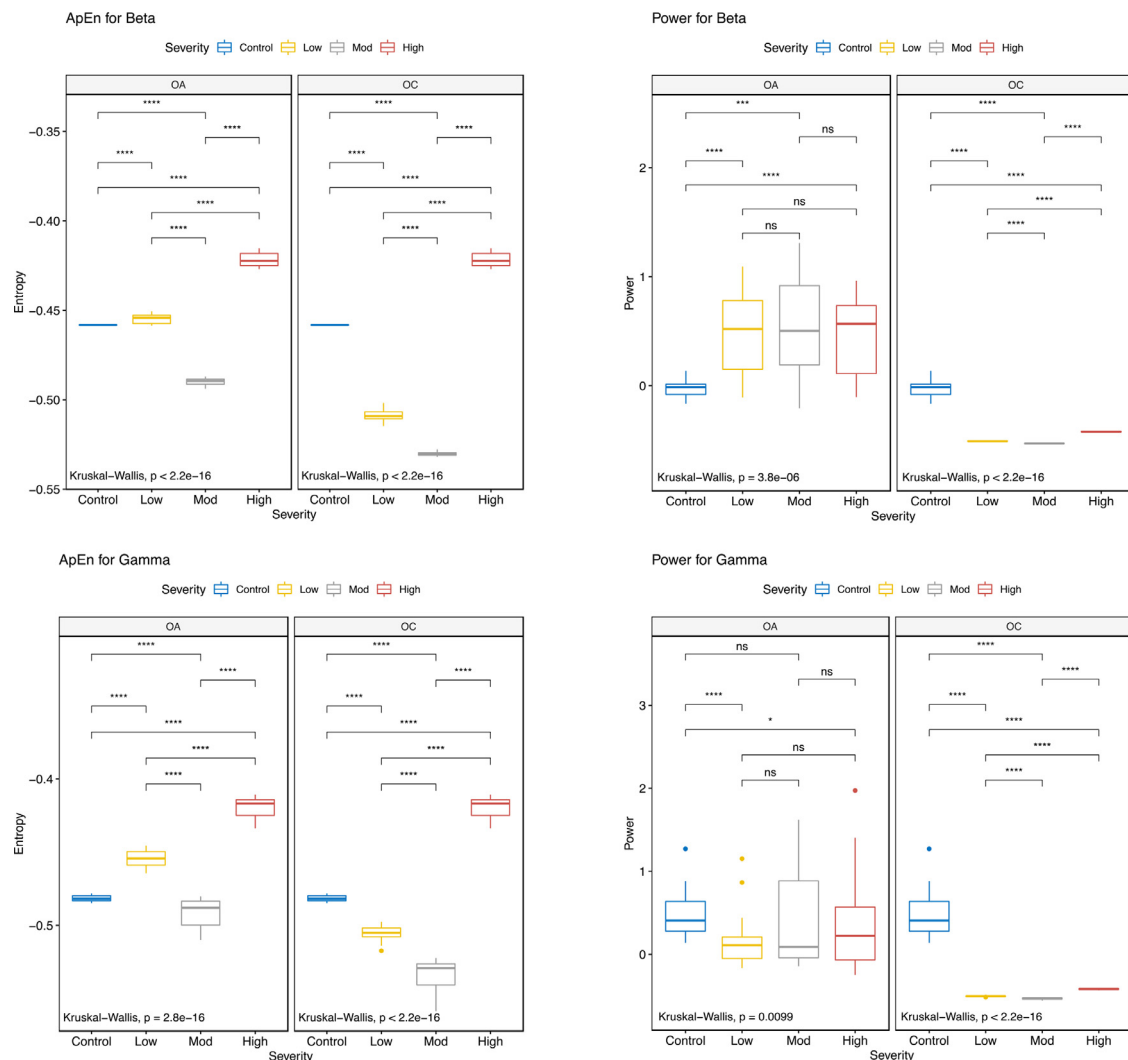 ApEn for Beta
Severity Control Low Mod High
OA OC
**** ****
**** ****
**** ****
**** ****
**** ****
**** ****
−0.35
−0.40
−0.45
−0.50
−0.55
Entropy
Kruskal−Wallis, p < 2.2e−16 Kruskal−Wallis, p < 2.2e−16
Control Low Mod High Control Low Mod High
Severity
Power for Beta
Severity Control Low Mod High
OA OC
*** ****
ns ****
**** ****
**** ****
ns ****
ns ****
2
1
0
Power
Kruskal−Wallis, p = 3.8e−06 Kruskal−Wallis, p < 2.2e−16
Control Low Mod High Control Low Mod High
Severity
ApEn for Gamma
Severity Control Low Mod High
OA OC
**** ****
**** ****
**** ****
**** ****
**** ****
**** ****
−0.4
−0.5
Entropy
Kruskal−Wallis, p = 2.8e−16 Kruskal−Wallis, p < 2.2e−16
Control Low Mod High Control Low Mod High
Severity
Power for Gamma
Severity Control Low Mod High
OA OC
ns ****
ns ****
**** ****
* ****
ns ****
ns ****
3
2
1
0
Power
Kruskal−Wallis, p = 0.0099 Kruskal−Wallis, p < 2.2e−16
Control Low Mod High Control Low Mod High
Severity